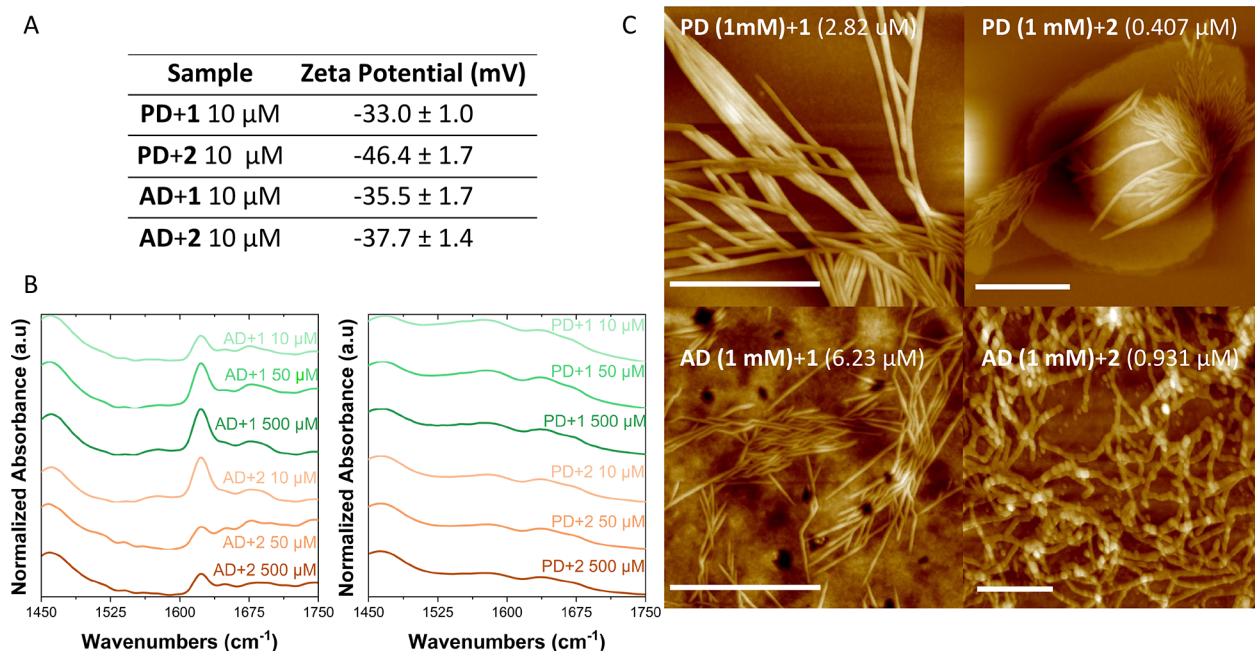 A
Sample Zeta Potential (mV)
PD+1 10 µM -33.0 ± 1.0
PD+2 10 µM -46.4 ± 1.7
AD+1 10 µM -35.5 ± 1.7
AD+2 10 µM -37.7 ± 1.4
B
Normalized Absorbance (a.u)
AD+1 10 µM
AD+1 50 µM
AD+1 500 µM
AD+2 10 µM
AD+2 50 µM
AD+2 500 µM
1450 1525 1600 1675 1750
Wavenumbers (cm-1)
Normalized Absorbance (a.u)
PD+1 10 µM
PD+1 50 µM
PD+1 500 µM
PD+2 10 µM
PD+2 50 µM
PD+2 500 µM
1450 1525 1600 1675 1750
Wavenumbers (cm-1)
C
PD (1mM)+1 (2.82 uM)
PD (1 mM)+2 (0.407 µM)
AD (1 mM)+1 (6.23 µM)
AD (1 mM)+2 (0.931 µM)